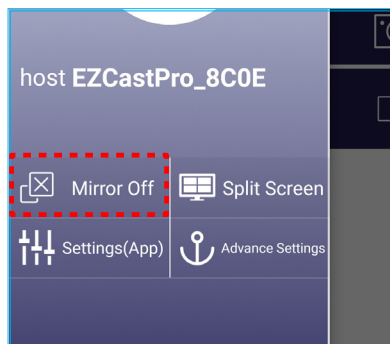 host EZCastPro_8C0E
Mirror Off
Split Screen
Settings(App)
Advance Settings